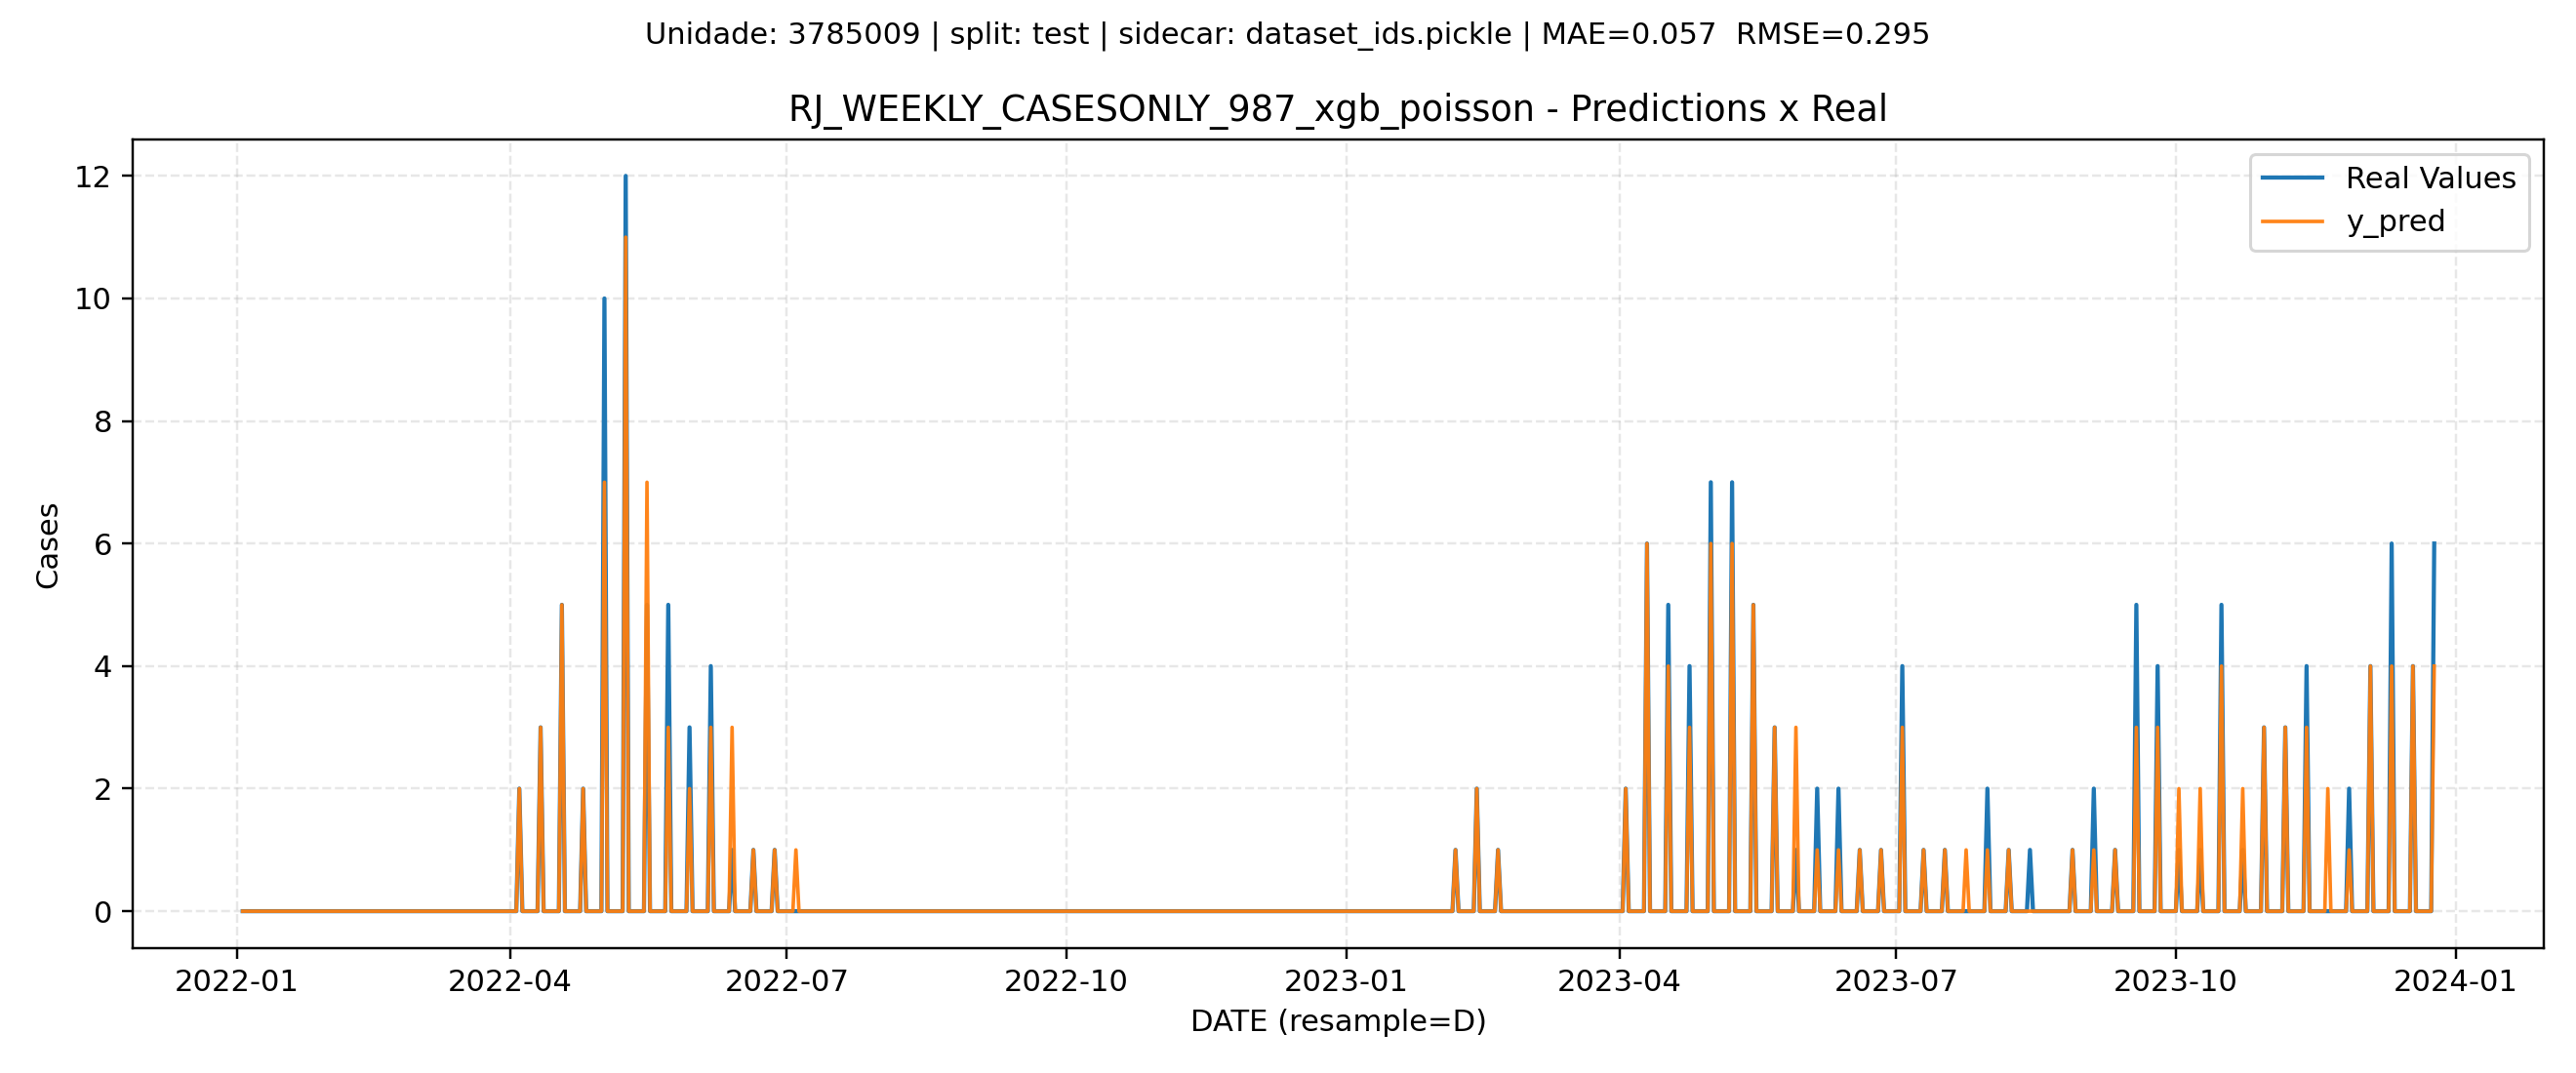 Unidade: 3785009 | split: test | sidecar: dataset_ids.pickle | MAE=0.057  RMSE=0.295
RJ_WEEKLY_CASESONLY_987_xgb_poisson - Predictions x Real
Real Values
y_pred
Cases
12
10
8
6
4
2
0
2022-01 2022-04 2022-07 2022-10 2023-01 2023-04 2023-07 2023-10 2024-01
DATE (resample=D)